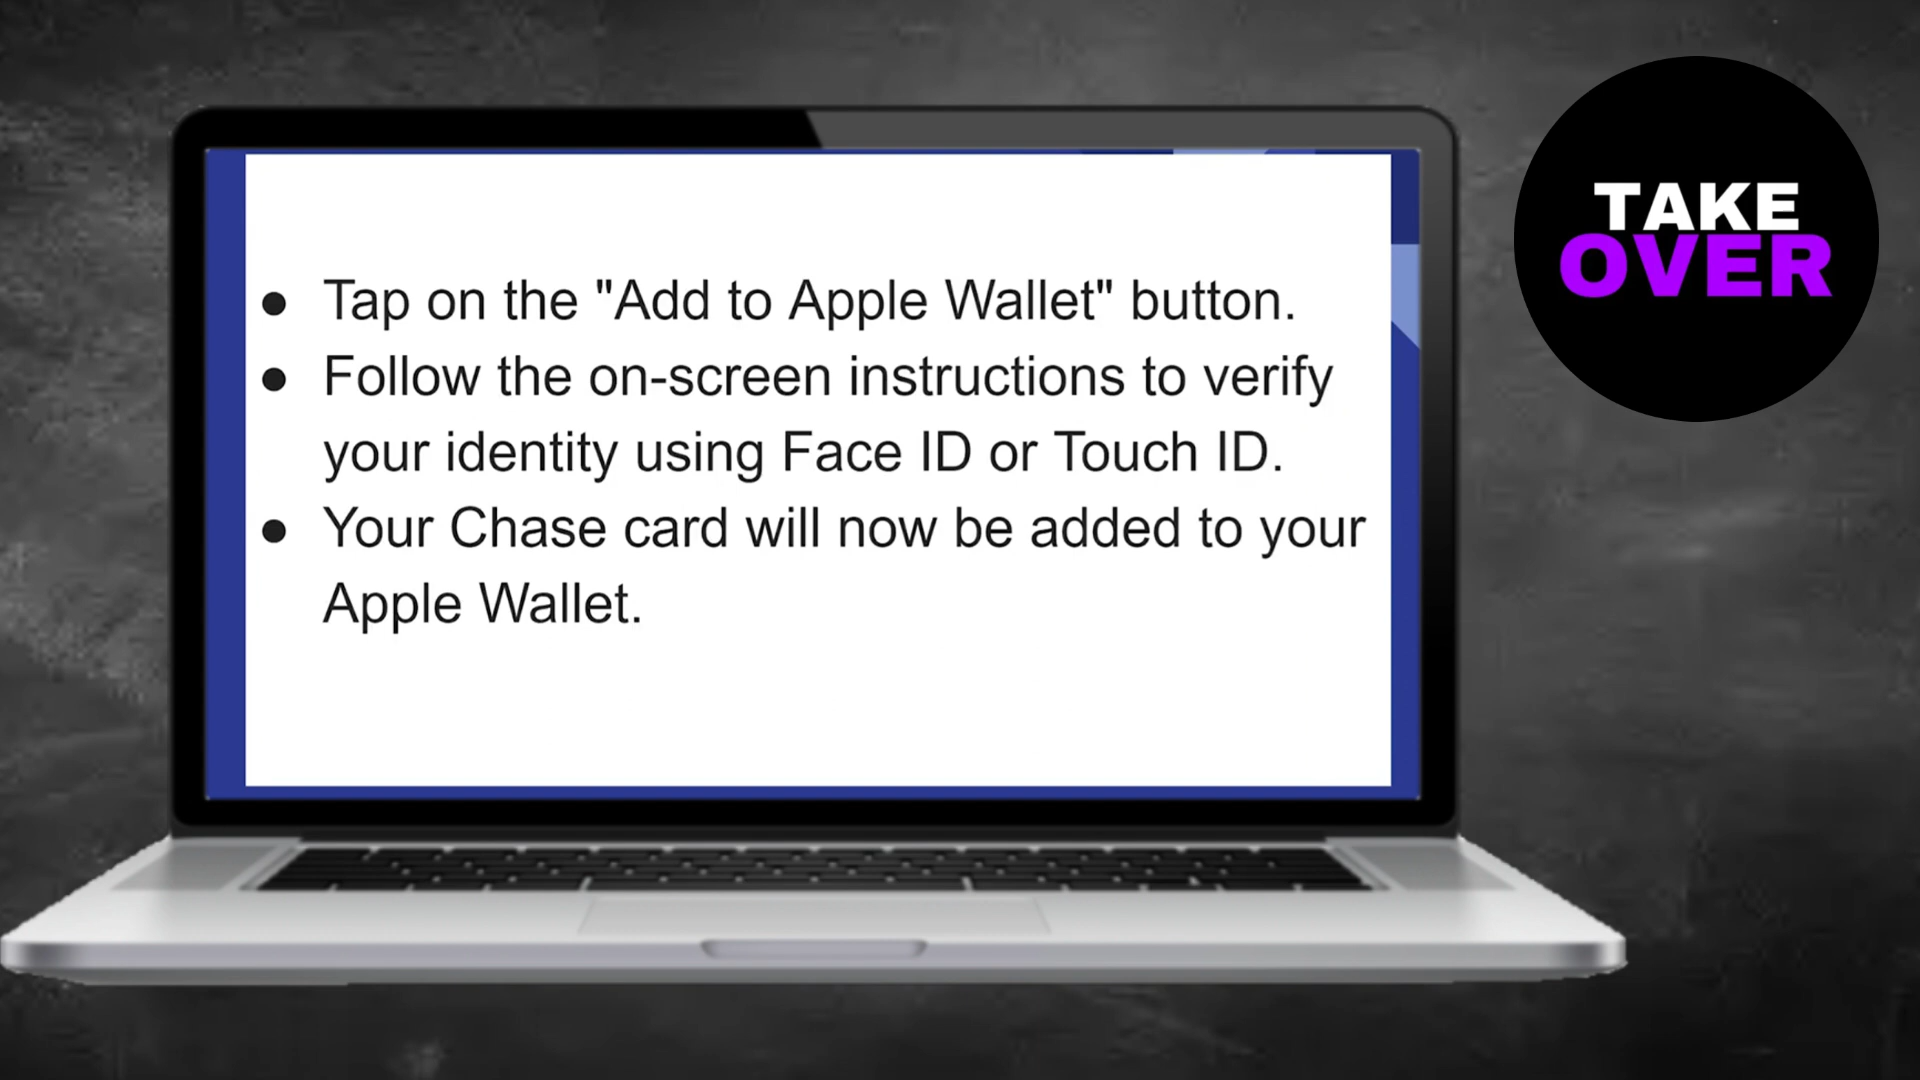 TAKE
OVER
● Tap on the "Add to Apple Wallet" button.
● Follow the on-screen instructions to verify
your identity using Face ID or Touch ID.
● Your Chase card will now be added to your
Apple Wallet.